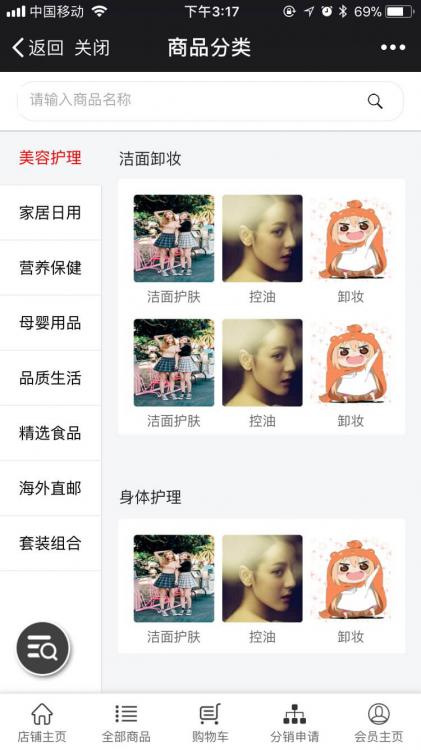 中国移动 下午3:17 69%
返回 关闭 商品分类
请输入商品名称
美容护理
家居日用
营养保健
母婴用品
品质生活
精选食品
海外直邮
套装组合
洁面卸妆
洁面护肤 控油 卸妆
洁面护肤 控油 卸妆
身体护理
洁面护肤 控油 卸妆
店铺主页 全部商品 购物车 分销申请 会员主页